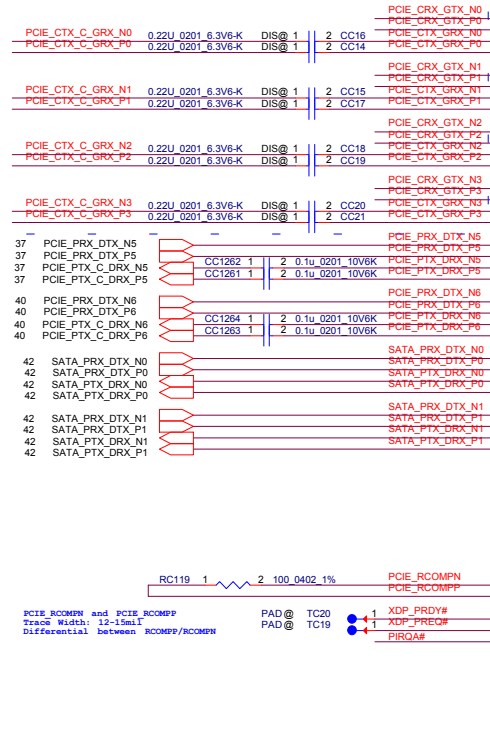 PCIE_CRX_GTX_N0
PCIE_CRX_GTX_P0
PCIE_CTX_C_GRX_N0 0.22U_0201_6.3V6-K DIS@ 1 2 CC16 PCIE_CTX_GRX_N0
PCIE_CTX_C_GRX_P0 0.22U_0201_6.3V6-K DIS@ 1 2 CC14 PCIE_CTX_GRX_P0
PCIE_CRX_GTX_N1
PCIE_CRX_GTX_P1
PCIE_CTX_C_GRX_N1 0.22U_0201_6.3V6-K DIS@ 1 2 CC15 PCIE_CTX_GRX_N1
PCIE_CTX_C_GRX_P1 0.22U_0201_6.3V6-K DIS@ 1 2 CC17 PCIE_CTX_GRX_P1
PCIE_CRX_GTX_N2
PCIE_CRX_GTX_P2
PCIE_CTX_C_GRX_N2 0.22U_0201_6.3V6-K DIS@ 1 2 CC18 PCIE_CTX_GRX_N2
PCIE_CTX_C_GRX_P2 0.22U_0201_6.3V6-K DIS@ 1 2 CC19 PCIE_CTX_GRX_P2
PCIE_CRX_GTX_N3
PCIE_CRX_GTX_P3
PCIE_CTX_C_GRX_N3 0.22U_0201_6.3V6-K DIS@ 1 2 CC20 PCIE_CTX_GRX_N3
PCIE_CTX_C_GRX_P3 0.22U_0201_6.3V6-K DIS@ 1 2 CC21 PCIE_CTX_GRX_P3
37 PCIE_PRX_DTX_N5 PCIE_PRX_DTX_N5
37 PCIE_PRX_DTX_P5 PCIE_PRX_DTX_P5
37 PCIE_PTX_C_DRX_N5 CC1262 1 2 0.1u_0201_10V6K PCIE_PTX_DRX_N5
37 PCIE_PTX_C_DRX_P5 CC1261 1 2 0.1u_0201_10V6K PCIE_PTX_DRX_P5
40 PCIE_PRX_DTX_N6 PCIE_PRX_DTX_N6
40 PCIE_PRX_DTX_P6 PCIE_PRX_DTX_P6
40 PCIE_PTX_C_DRX_N6 CC1264 1 2 0.1u_0201_10V6K PCIE_PTX_DRX_N6
40 PCIE_PTX_C_DRX_P6 CC1263 1 2 0.1u_0201_10V6K PCIE_PTX_DRX_P6
42 SATA_PRX_DTX_N0 SATA_PRX_DTX_N0
42 SATA_PRX_DTX_P0 SATA_PRX_DTX_P0
42 SATA_PTX_DRX_N0 SATA_PTX_DRX_N0
42 SATA_PTX_DRX_P0 SATA_PTX_DRX_P0
42 SATA_PRX_DTX_N1 SATA_PRX_DTX_N1
42 SATA_PRX_DTX_P1 SATA_PRX_DTX_P1
42 SATA_PTX_DRX_N1 SATA_PTX_DRX_N1
42 SATA_PTX_DRX_P1 SATA_PTX_DRX_P1
RC119 1 2 100_0402_1% PCIE_RCOMPN
PCIE_RCOMPP
PCIE_RCOMPN and PCIE_RCOMPP
Trace Width: 12-15mil
Differential between RCOMPP/RCOMPN
PAD@ TC20 1 XDP_PRDY#
PAD@ TC19 1 XDP_PREQ#
PIRQA#